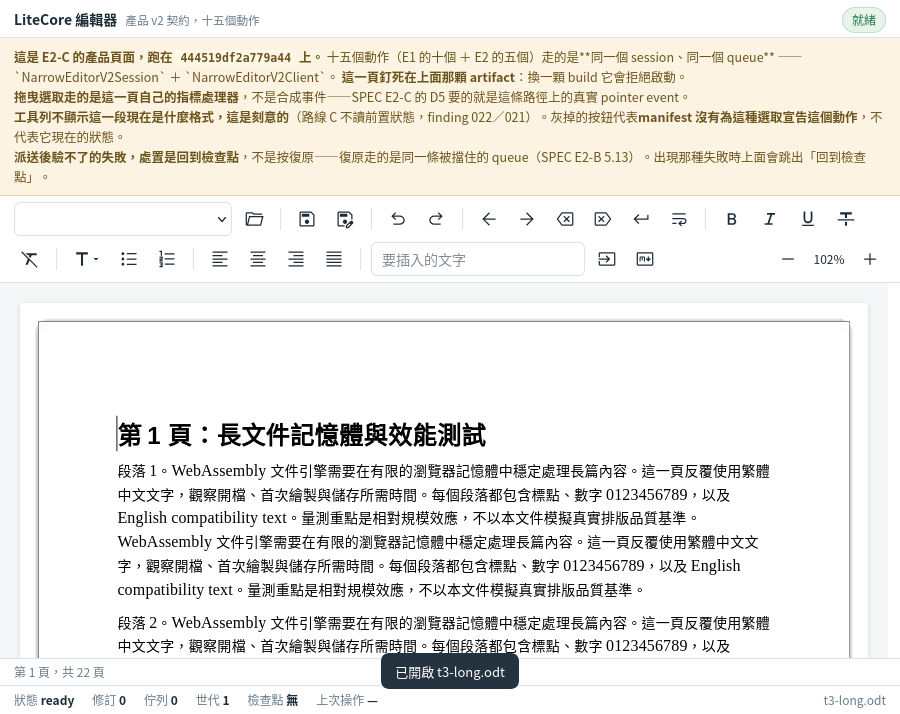 LiteCore 編輯器 產品 v2 契約，十五個動作 就緒
這是 E2-C 的產品頁面，跑在 444519df2a779a44 上。 十五個動作（E1 的十個 ＋ E2 的五個）走的是**同一個 session、同一個 queue** ——
`NarrowEditorV2Session` ＋ `NarrowEditorV2Client`。 這一頁釘死在上面那顆 artifact：換一顆 build 它會拒絕啟動。
拖曳選取走的是這一頁自己的指標處理器，不是合成事件——SPEC E2-C 的 D5 要的就是這條路徑上的真實 pointer event。
工具列不顯示這一段現在是什麼格式，這是刻意的（路線 C 不讀前置狀態，finding 022／021）。灰掉的按鈕代表manifest 沒有為這種選取宣告這個動作，不
代表它現在的狀態。
派送後驗不了的失敗，處置是回到檢查點，不是按復原——復原走的是同一條被擋住的 queue（SPEC E2-B 5.13）。出現那種失敗時上面會跳出「回到檢查
點」。
要插入的文字
102%
第 1 頁：長文件記憶體與效能測試
段落 1。WebAssembly 文件引擎需要在有限的瀏覽器記憶體中穩定處理長篇內容。這一頁反覆使用繁體
中文文字，觀察開檔、首次繪製與儲存所需時間。每個段落都包含標點、數字 0123456789，以及
English compatibility text。量測重點是相對規模效應，不以本文件模擬真實排版品質基準。
WebAssembly 文件引擎需要在有限的瀏覽器記憶體中穩定處理長篇內容。這一頁反覆使用繁體中文文
字，觀察開檔、首次繪製與儲存所需時間。每個段落都包含標點、數字 0123456789，以及 English
compatibility text。量測重點是相對規模效應，不以本文件模擬真實排版品質基準。
段落 2。WebAssembly 文件引擎需要在有限的瀏覽器記憶體中穩定處理長篇內容。這一頁反覆使用繁體
中文文字，觀察開檔、首次繪製與儲存所需時間。每個段落都包含標點、數字 0123456789，以及
第 1 頁，共 22 頁
已開啟 t3-long.odt
狀態 ready 修訂 0 佇列 0 世代 1 檢查點 無 上次操作 — t3-long.odt